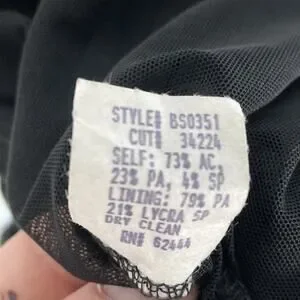 STYLE# BS0351
CUT# 34224
SELF: 73% AC,
23% PA, 4% SP
LINING: 79% PA
21% LYCRA SP
DRY CLEAN
RN# 62444